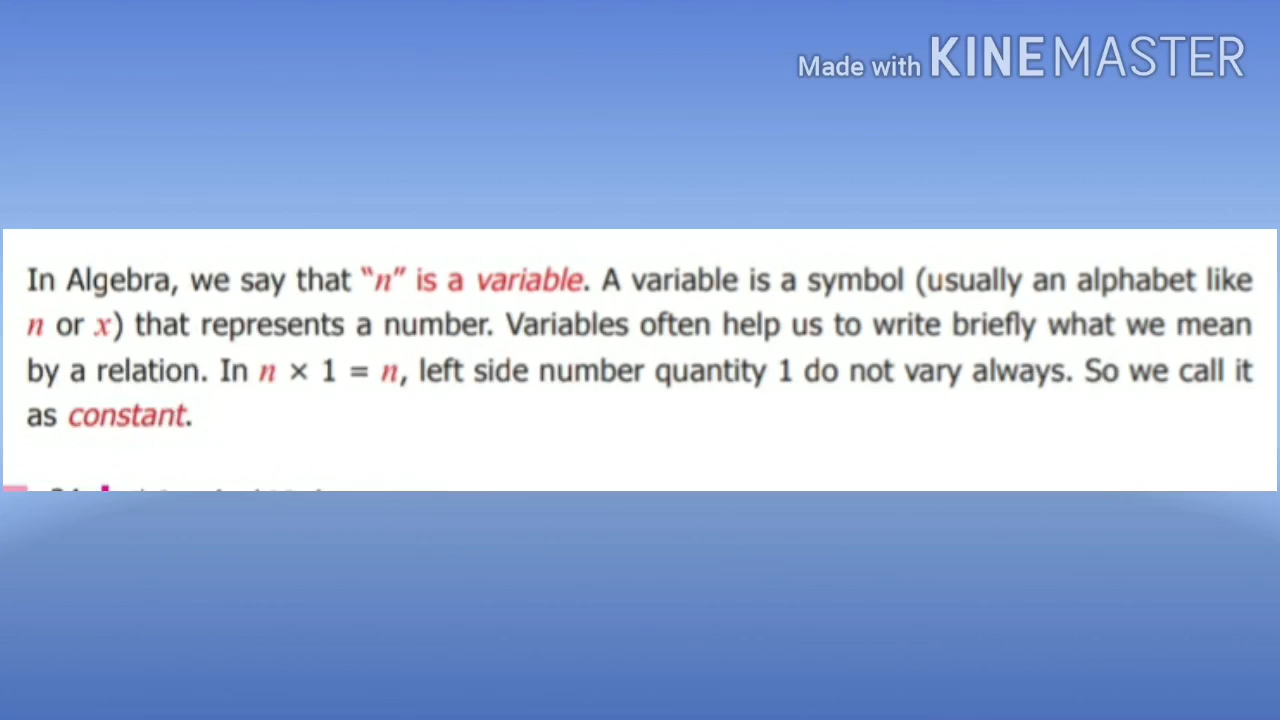 Made with KINEMASTER
In Algebra, we say that “n” is a variable. A variable is a symbol (usually an alphabet like
n or x) that represents a number. Variables often help us to write briefly what we mean
by a relation. In n × 1 = n, left side number quantity 1 do not vary always. So we call it
as constant.